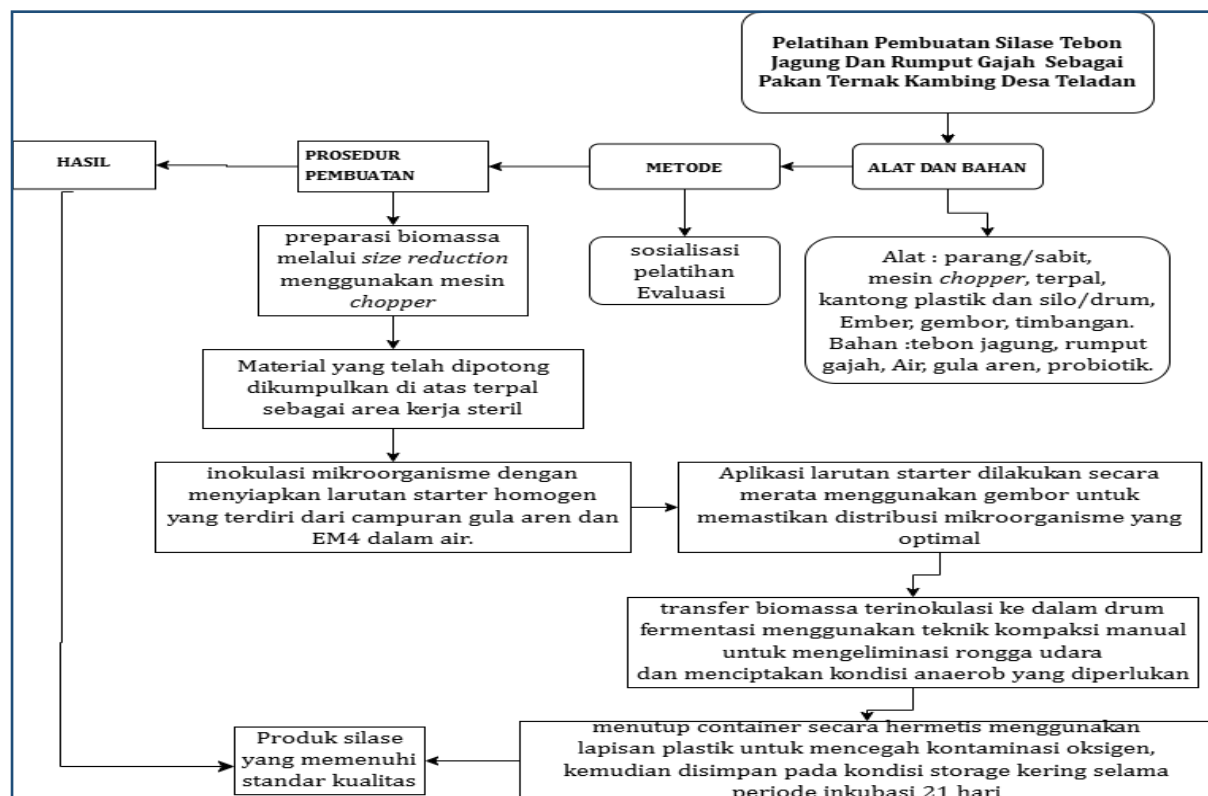 Pelatihan Pembuatan Silase Tebon
Jagung Dan Rumput Gajah Sebagai
Pakan Ternak Kambing Desa Teladan
HASIL
PROSEDUR
PEMBUATAN
METODE
ALAT DAN BAHAN
preparasi biomassa
melalui size reduction
menggunakan mesin
chopper
sosialisasi
pelatihan
Evaluasi
Alat : parang/sabit,
mesin chopper, terpal,
kantong plastik dan silo/drum,
Ember, gembor, timbangan.
Bahan :tebon jagung, rumput
gajah, Air, gula aren, probiotik.
Material yang telah dipotong
dikumpulkan di atas terpal
sebagai area kerja steril
inokulasi mikroorganisme dengan
menyiapkan larutan starter homogen
yang terdiri dari campuran gula aren dan
EM4 dalam air.
Aplikasi larutan starter dilakukan secara
merata menggunakan gembor untuk
memastikan distribusi mikroorganisme yang
optimal
transfer biomassa terinokulasi ke dalam drum
fermentasi menggunakan teknik kompaksi manual
untuk mengeliminasi rongga udara
dan menciptakan kondisi anaerob yang diperlukan
menutup container secara hermetis menggunakan
lapisan plastik untuk mencegah kontaminasi oksigen,
kemudian disimpan pada kondisi storage kering selama
periode inkubasi 21 hari
Produk silase
yang memenuhi
standar kualitas